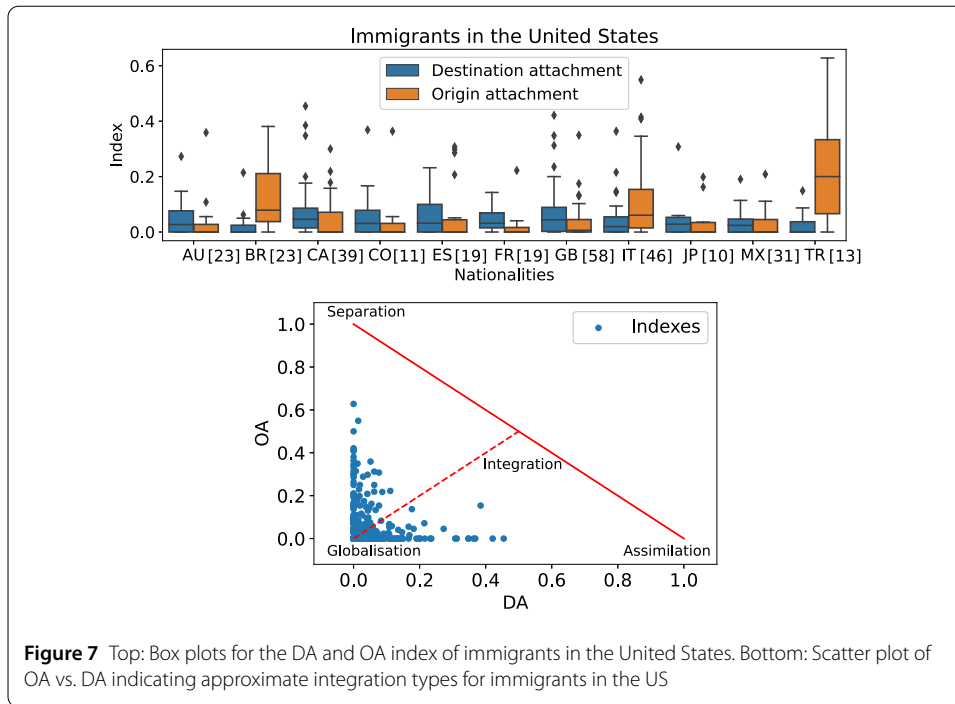 Immigrants in the United States
Destination attachment
Origin attachment
Index
0.6
0.4
0.2
0.0
AU [23] BR [23] CA [39] CO [11] ES [19] FR [19] GB [58] IT [46] JP [10] MX [31] TR [13]
Nationalities
Separation
Indexes
OA
1.0
0.8
0.6
0.4
0.2
0.0
Integration
Globalisation
Assimilation
0.0 0.2 0.4 0.6 0.8 1.0
DA
Figure 7 Top: Box plots for the DA and OA index of immigrants in the United States. Bottom: Scatter plot of
OA vs. DA indicating approximate integration types for immigrants in the US